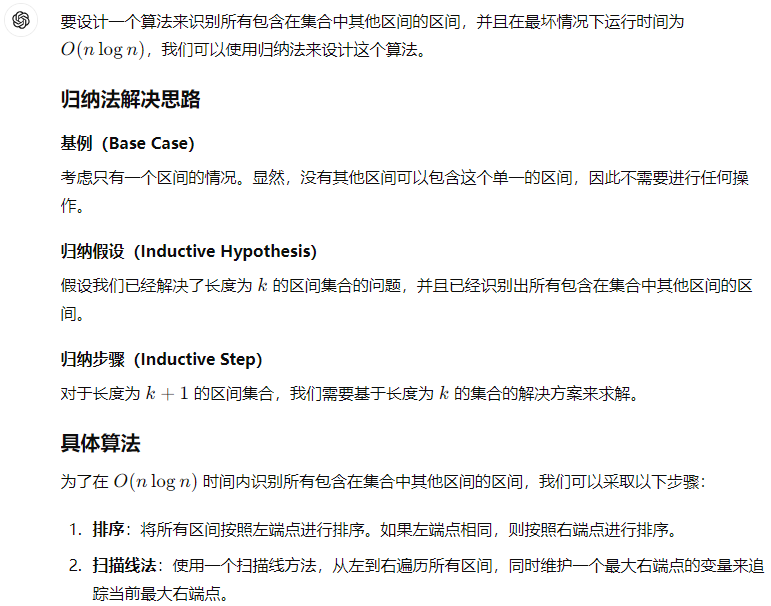 要设计一个算法来识别所有包含在集合中其他区间的区间，并且在最坏情况下运行时间为
O(n log n)，我们可以使用归纳法来设计这个算法。
归纳法解决思路
基例（Base Case）
考虑只有一个区间的情况。显然，没有其他区间可以包含这个单一的区间，因此不需要进行任何操
作。
归纳假设（Inductive Hypothesis）
假设我们已经解决了长度为 k 的区间集合的问题，并且已经识别出所有包含在集合中其他区间的区
间。
归纳步骤（Inductive Step）
对于长度为 k + 1 的区间集合，我们需要基于长度为 k 的集合的解决方案来求解。
具体算法
为了在 O(n log n) 时间内识别所有包含在集合中其他区间的区间，我们可以采取以下步骤：
1. 排序：将所有区间按照左端点进行排序。如果左端点相同，则按照右端点进行排序。
2. 扫描线法：使用一个扫描线方法，从左到右遍历所有区间，同时维护一个最大右端点的变量来追
踪当前最大右端点。